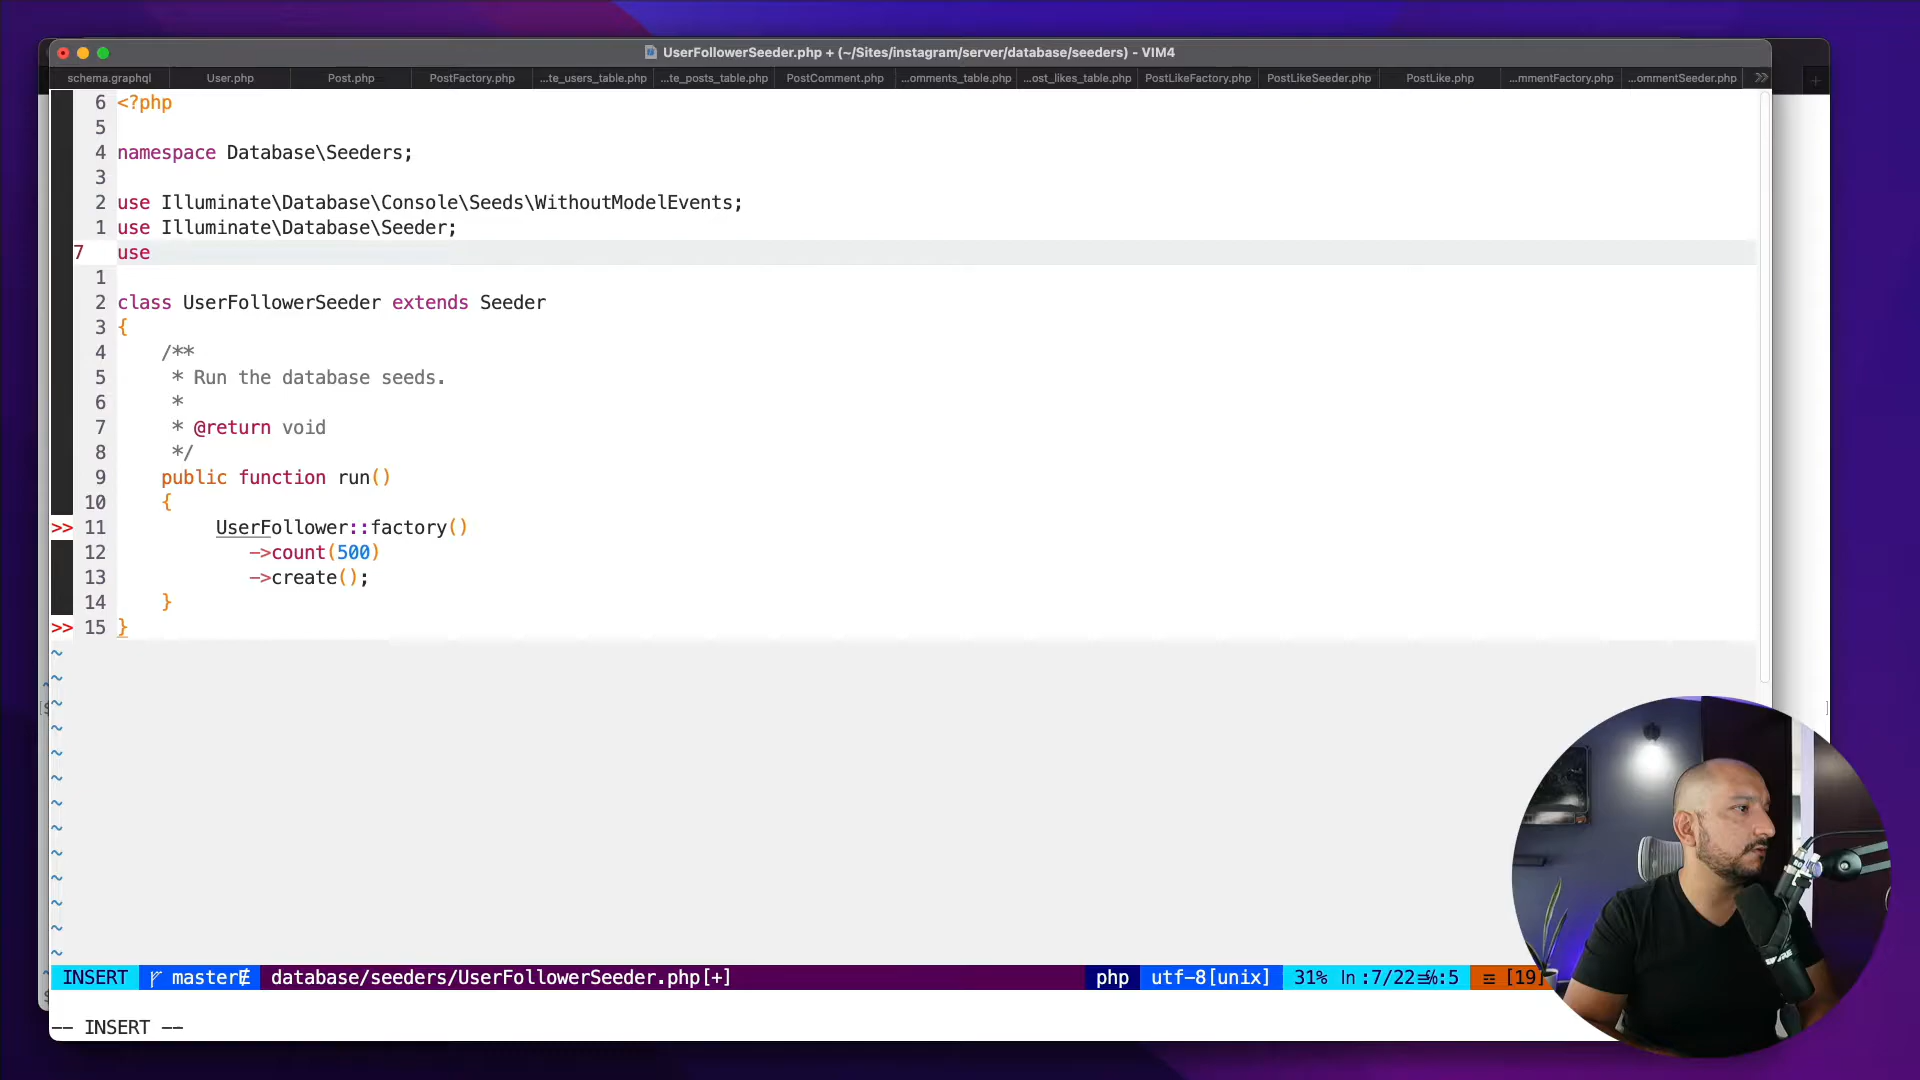 UserFollowerSeeder.php + (~/Sites/instagram/server/database/seeders) - VIM4
schema.graphql User.php Post.php PostFactory.php ...te_users_table.php ...te_posts_table.php PostComment.php ...omments_table.php ...ost_likes_table.php PostLikeFactory.php PostLikeSeeder.php PostLike.php ...mmentFactory.php ...ommentSeeder.php
6 <?php
5
4 namespace Database\Seeders;
3
2 use Illuminate\Database\Console\Seeds\WithoutModelEvents;
1 use Illuminate\Database\Seeder;
7 use
1
2 class UserFollowerSeeder extends Seeder
3 {
4 /**
5 * Run the database seeds.
6 *
7 * @return void
8 */
9 public function run()
10 {
>> 11 UserFollower::factory()
12 ->count(500)
13 ->create();
14 }
>> 15 }
~
~
~
~
~
~
~
~
~
~
~
~
~
INSERT master database/seeders/UserFollowerSeeder.php[+] php utf-8[unix] 31% ln :7/22 :5 [19]
-- INSERT --